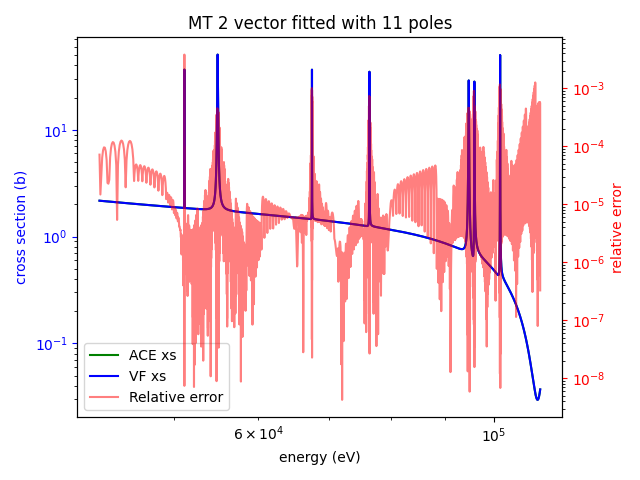 MT 2 vector fitted with 11 poles
cross section (b)
10¹
10⁰
10⁻¹
10⁻³
10⁻⁴
10⁻⁵
10⁻⁶
10⁻⁷
10⁻⁸
relative error
ACE xs
VF xs
Relative error
6 × 10⁴
10⁵
energy (eV)